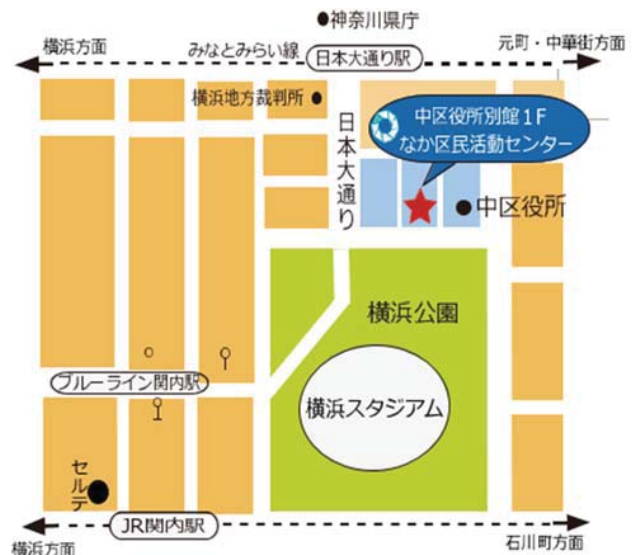 ●神奈川県庁
横浜方面
みなとみらい線
日本大通り駅
元町・中華街方面
横浜地方裁判所
日本大通り
中区役所別館1F
なか区民活動センター
中区役所
横浜公園
ブルーライン関内駅
横浜スタジアム
セルテ
JR関内駅
横浜方面
石川町方面